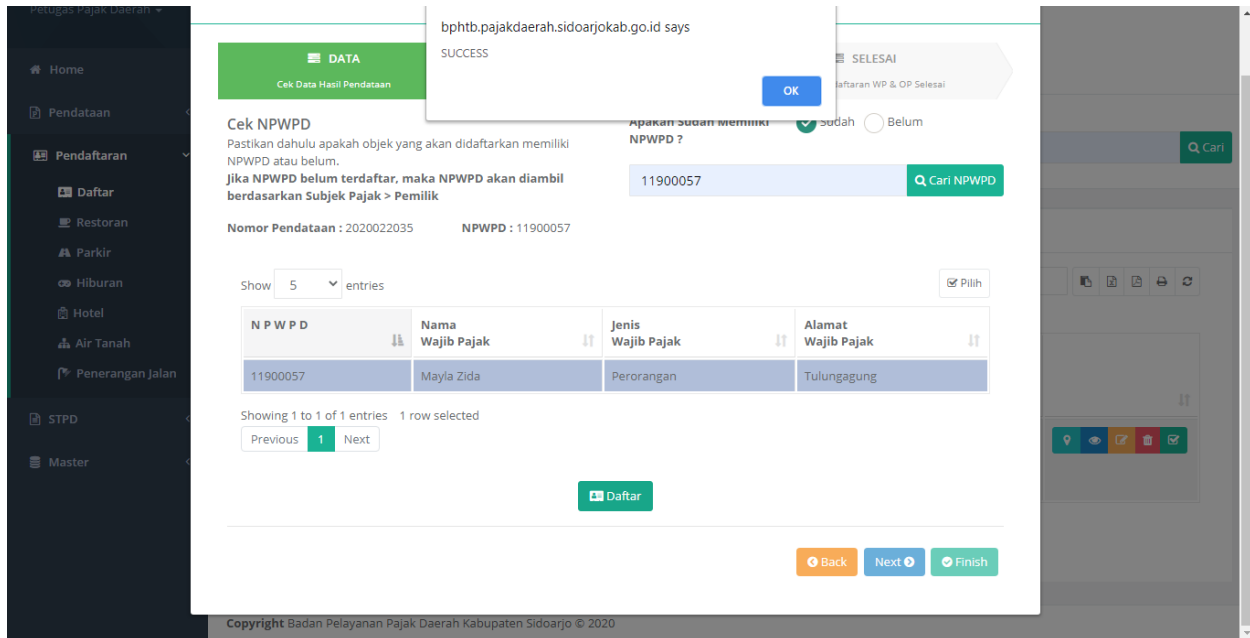 Petugas Pajak Daerah
Home
Pendataan
Pendaftaran
Daftar
Restoran
Parkir
Hiburan
Hotel
Air Tanah
Penerangan Jalan
STPD
Master
bphtb.pajakdaerah.sidoarjokab.go.id says
SUCCESS
OK
DATA
Cek Data Hasil Pendataan
SELESAI
daftaran WP & OP Selesai
Cek NPWPD
Pastikan dahulu apakah objek yang akan didaftarkan memiliki
NPWPD atau belum.
Jika NPWPD belum terdaftar, maka NPWPD akan diambil
berdasarkan Subjek Pajak > Pemilik
Apakah Sudah Memiliki
NPWPD ?
Sudah Belum
11900057 Cari NPWPD
Cari
Nomor Pendataan : 2020022035 NPWPD : 11900057
Show 5 entries
Pilih
N P W P D Nama Jenis Alamat
Wajib Pajak Wajib Pajak Wajib Pajak
11900057 Mayla Zida Perorangan Tulungagung
Showing 1 to 1 of 1 entries 1 row selected
Previous 1 Next
Daftar
Back Next Finish
Copyright Badan Pelayanan Pajak Daerah Kabupaten Sidoarjo © 2020